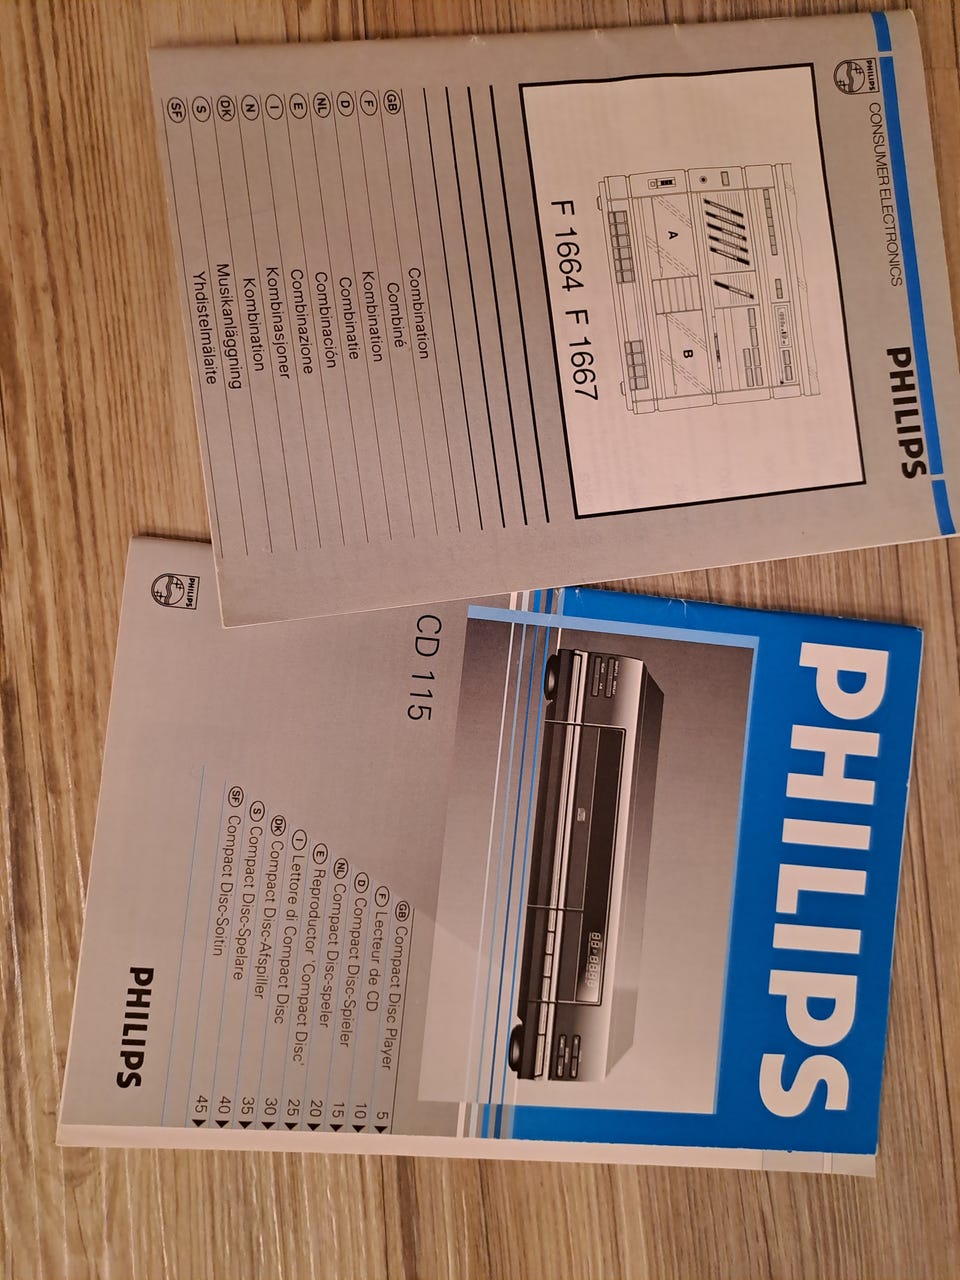 PHILIPS
CONSUMER ELECTRONICS
PHILIPS
A
B
F 1664 F 1667
GB Combination
F Combiné
D Kombination
NL Combinatie
E Combinación
I Combinazione
N Kombinasjoner
DK Kombination
S Musikanläggning
SF Yhdistelmälaite
PHILIPS
CD 115
GB Compact Disc Player 5
F Lecteur de CD 10
D Compact Disc-Spieler 15
NL Compact Disc-speler 20
E Reproductor 'Compact Disc' 25
I Lettore di Compact Disc 30
DK Compact Disc-Afspiller 35
S Compact Disc-Spelare 40
SF Compact Disc-Soitin 45
PHILIPS
PHILIPS